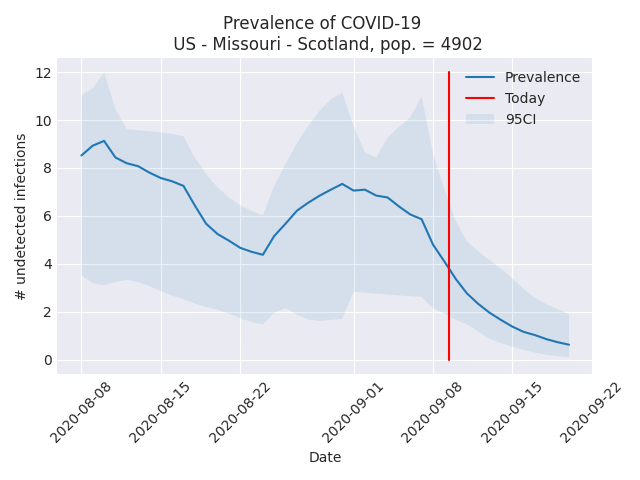 Prevalence of COVID-19
US - Missouri - Scotland, pop. = 4902
# undetected infections
12
10
8
6
4
2
0
Prevalence
Today
95CI
2020-08-08
2020-08-15
2020-08-22
2020-09-01
2020-09-08
2020-09-15
2020-09-22
Date